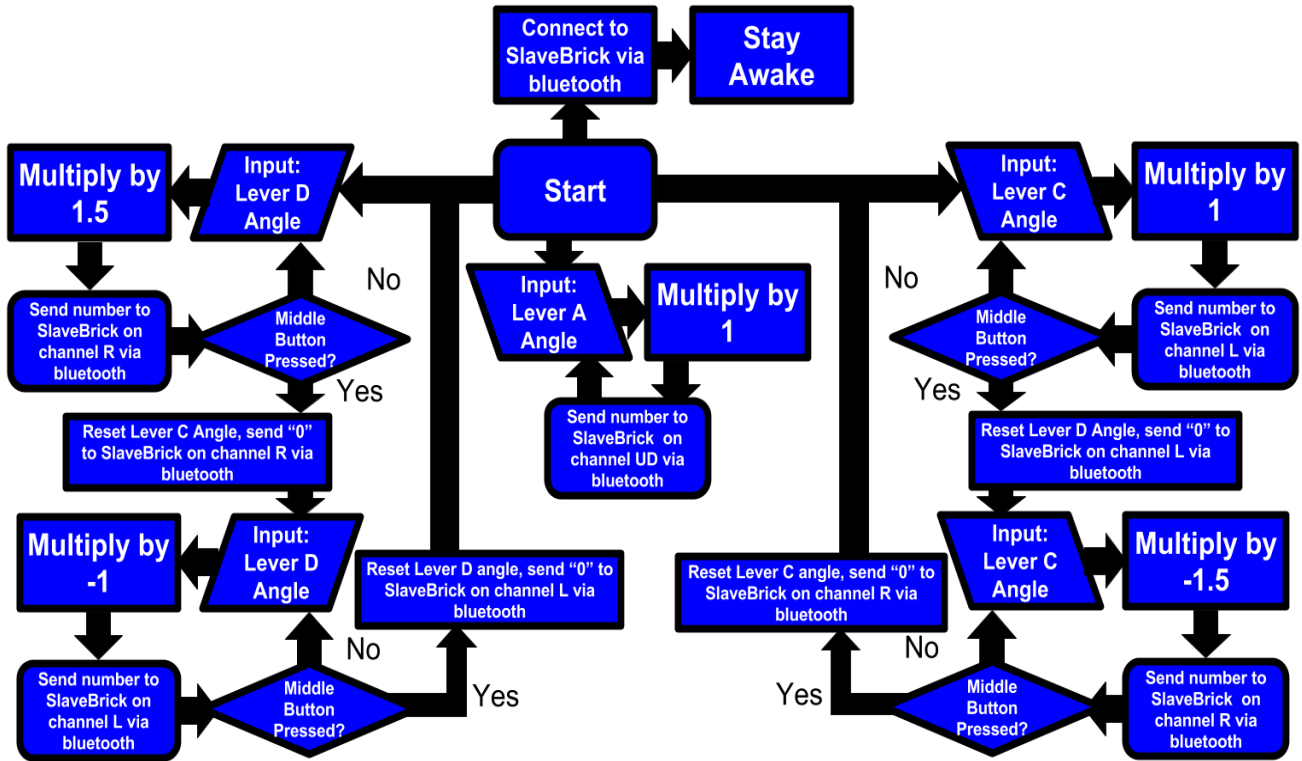 Connect to
SlaveBrick via
bluetooth
Stay
Awake
Start
Input:
Lever D
Angle
Multiply by
1.5
Send number to
SlaveBrick on
channel R via
bluetooth
Middle
Button
Pressed?
No
Yes
Reset Lever C Angle, send “0”
to SlaveBrick on channel R via
bluetooth
Input:
Lever D
Angle
Multiply by
-1
Send number to
SlaveBrick on
channel L via
bluetooth
Middle
Button
Pressed?
No
Yes
Reset Lever D angle, send “0” to
SlaveBrick on channel L via
bluetooth
Input:
Lever A
Angle
Multiply by
1
Send number to
SlaveBrick on
channel UD via
bluetooth
Input:
Lever C
Angle
Multiply by
1
Send number to
SlaveBrick on
channel L via
bluetooth
Middle
Button
Pressed?
No
Yes
Reset Lever D Angle, send “0” to
SlaveBrick on channel L via
bluetooth
Input:
Lever C
Angle
Multiply by
-1.5
Send number to
SlaveBrick on
channel R via
bluetooth
Middle
Button
Pressed?
No
Yes
Reset Lever C angle, send “0” to
SlaveBrick on channel R via
bluetooth